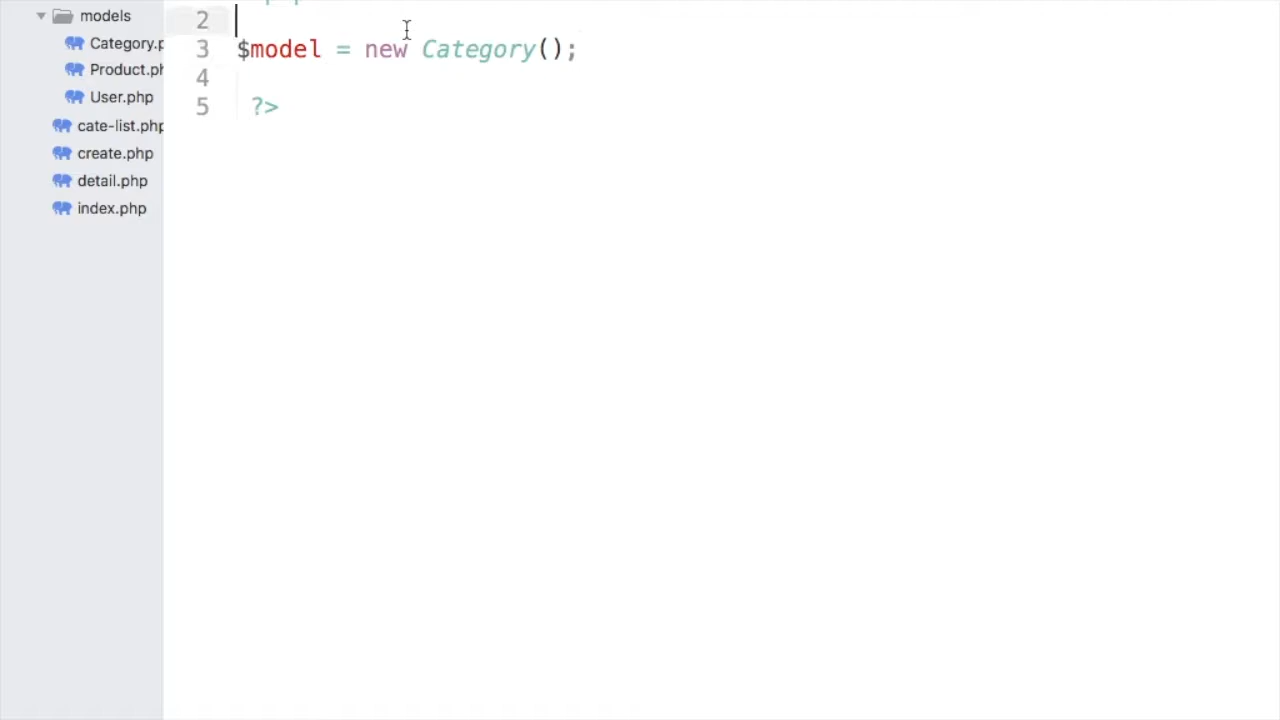 models
Category.p
Product.ph
User.php
cate-list.php
create.php
detail.php
index.php
2
3 $model = new Category();
4
5 ?>